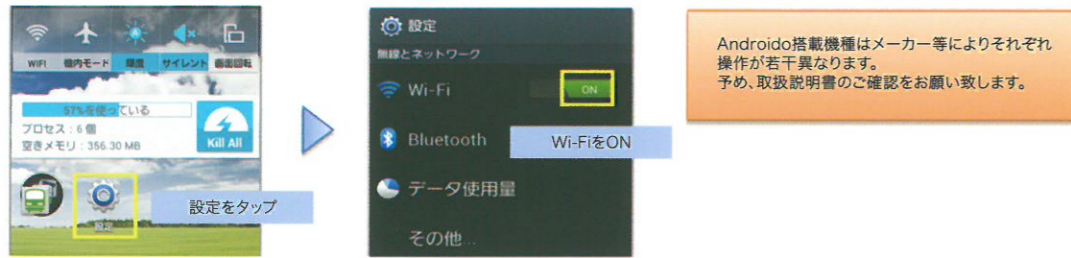 WIFI 機内モード 輝度 サイレント 画面回転
57%を使っている
プロセス：6 個
空きメモリ：356.30 MB
Kill All
設定
設定をタップ
設定
無線とネットワーク
Wi-Fi
ON
Bluetooth
Wi-FiをON
データ使用量
その他...
Androido搭載機種はメーカー等によりそれぞれ
操作が若干異なります。
予め、取扱説明書のご確認をお願い致します。